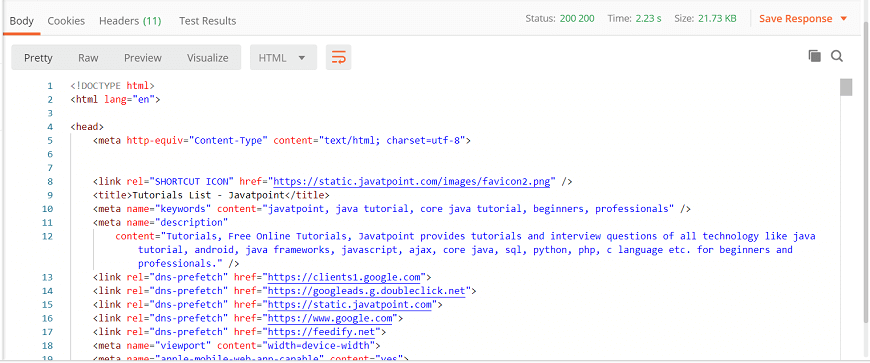 Body Cookies Headers (11) Test Results Status: 200 200 Time: 2.23 s Size: 21.73 KB Save Response
Pretty Raw Preview Visualize HTML
1 <!DOCTYPE html>
2 <html lang="en">
3
4 <head>
5 <meta http-equiv="Content-Type" content="text/html; charset=utf-8">
6
7
8 <link rel="SHORTCUT ICON" href="https://static.javatpoint.com/images/favicon2.png" />
9 <title>Tutorials List - Javatpoint</title>
10 <meta name="keywords" content="javatpoint, java tutorial, core java tutorial, beginners, professionals" />
11 <meta name="description"
12 content="Tutorials, Free Online Tutorials, Javatpoint provides tutorials and interview questions of all technology like java
tutorial, android, java frameworks, javascript, ajax, core java, sql, python, php, c language etc. for beginners and
professionals." />
13 <link rel="dns-prefetch" href="https://clients1.google.com">
14 <link rel="dns-prefetch" href="https://googleads.g.doubleclick.net">
15 <link rel="dns-prefetch" href="https://static.javatpoint.com">
16 <link rel="dns-prefetch" href="https://www.google.com">
17 <link rel="dns-prefetch" href="https://feedify.net">
18 <meta name="viewport" content="width=device-width">
19 <meta name="apple-mobile-web-app-capable" content="yes">